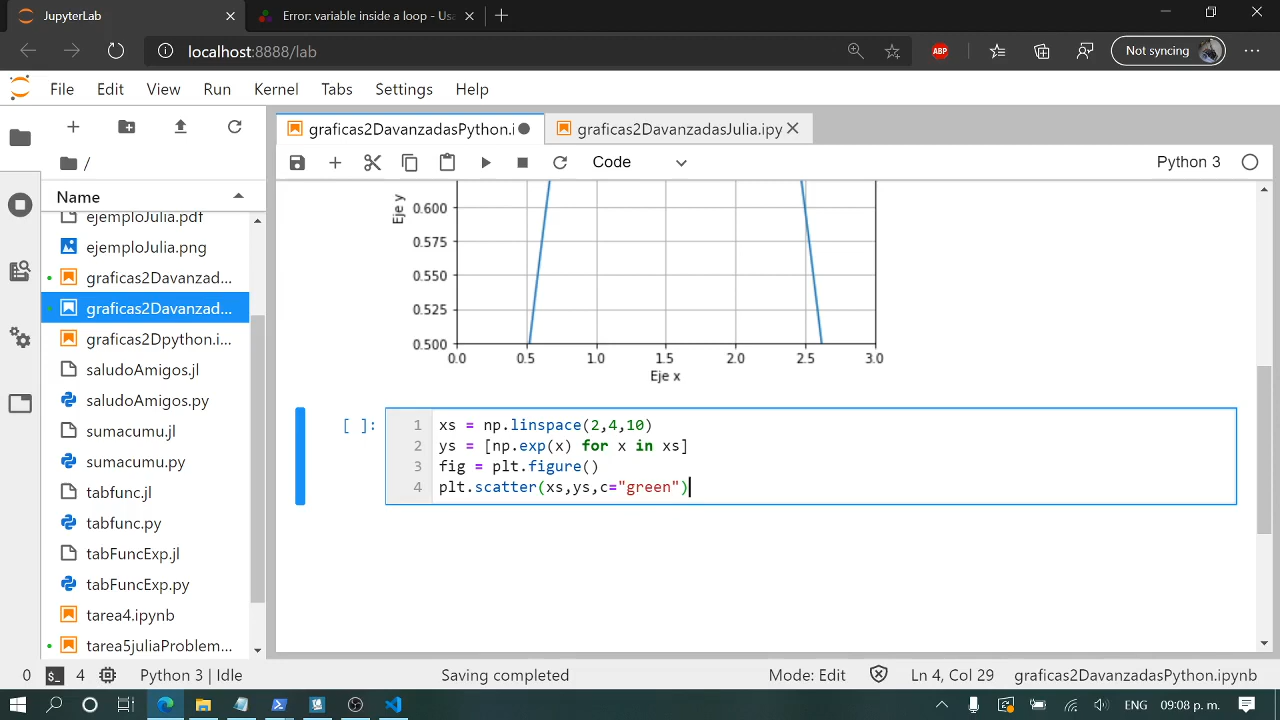 JupyterLab
Error: variable inside a loop - Usa
localhost:8888/lab
ABP
Not syncing
File Edit View Run Kernel Tabs Settings Help
graficas2DavanzadasPython.i
graficas2DavanzadasJulia.ipy
/
Code
Python 3
Name
ejemploJulia.pdf
ejemploJulia.png
graficas2Davanzad...
graficas2Davanzad...
graficas2Dpython.i...
saludoAmigos.jl
saludoAmigos.py
sumacumu.jl
sumacumu.py
tabfunc.jl
tabfunc.py
tabFuncExp.jl
tabFuncExp.py
tarea4.ipynb
tarea5juliaProblem...
Eje y
0.600
0.575
0.550
0.525
0.500
0.0 0.5 1.0 1.5 2.0 2.5 3.0
Eje x
[ ]:
1 xs = np.linspace(2,4,10)
2 ys = [np.exp(x) for x in xs]
3 fig = plt.figure()
4 plt.scatter(xs,ys,c="green")
0 4 Python 3 | Idle Saving completed Mode: Edit Ln 4, Col 29 graficas2DavanzadasPython.ipynb
ENG 09:08 p. m.